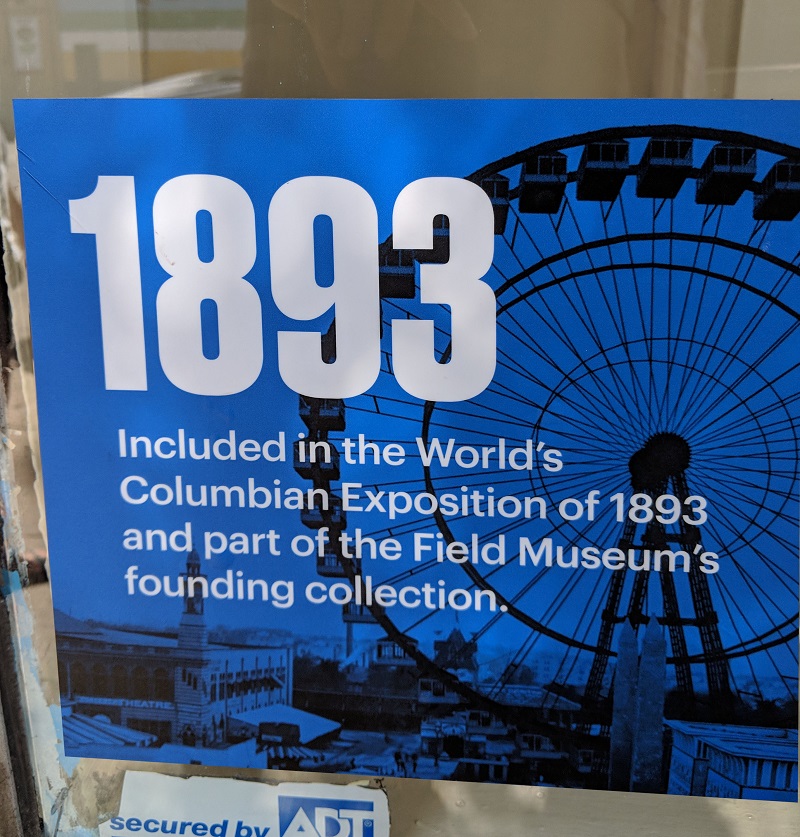 1893
Included in the World's
Columbian Exposition of 1893
and part of the Field Museum's
founding collection.
THEATRE
secured by ADT